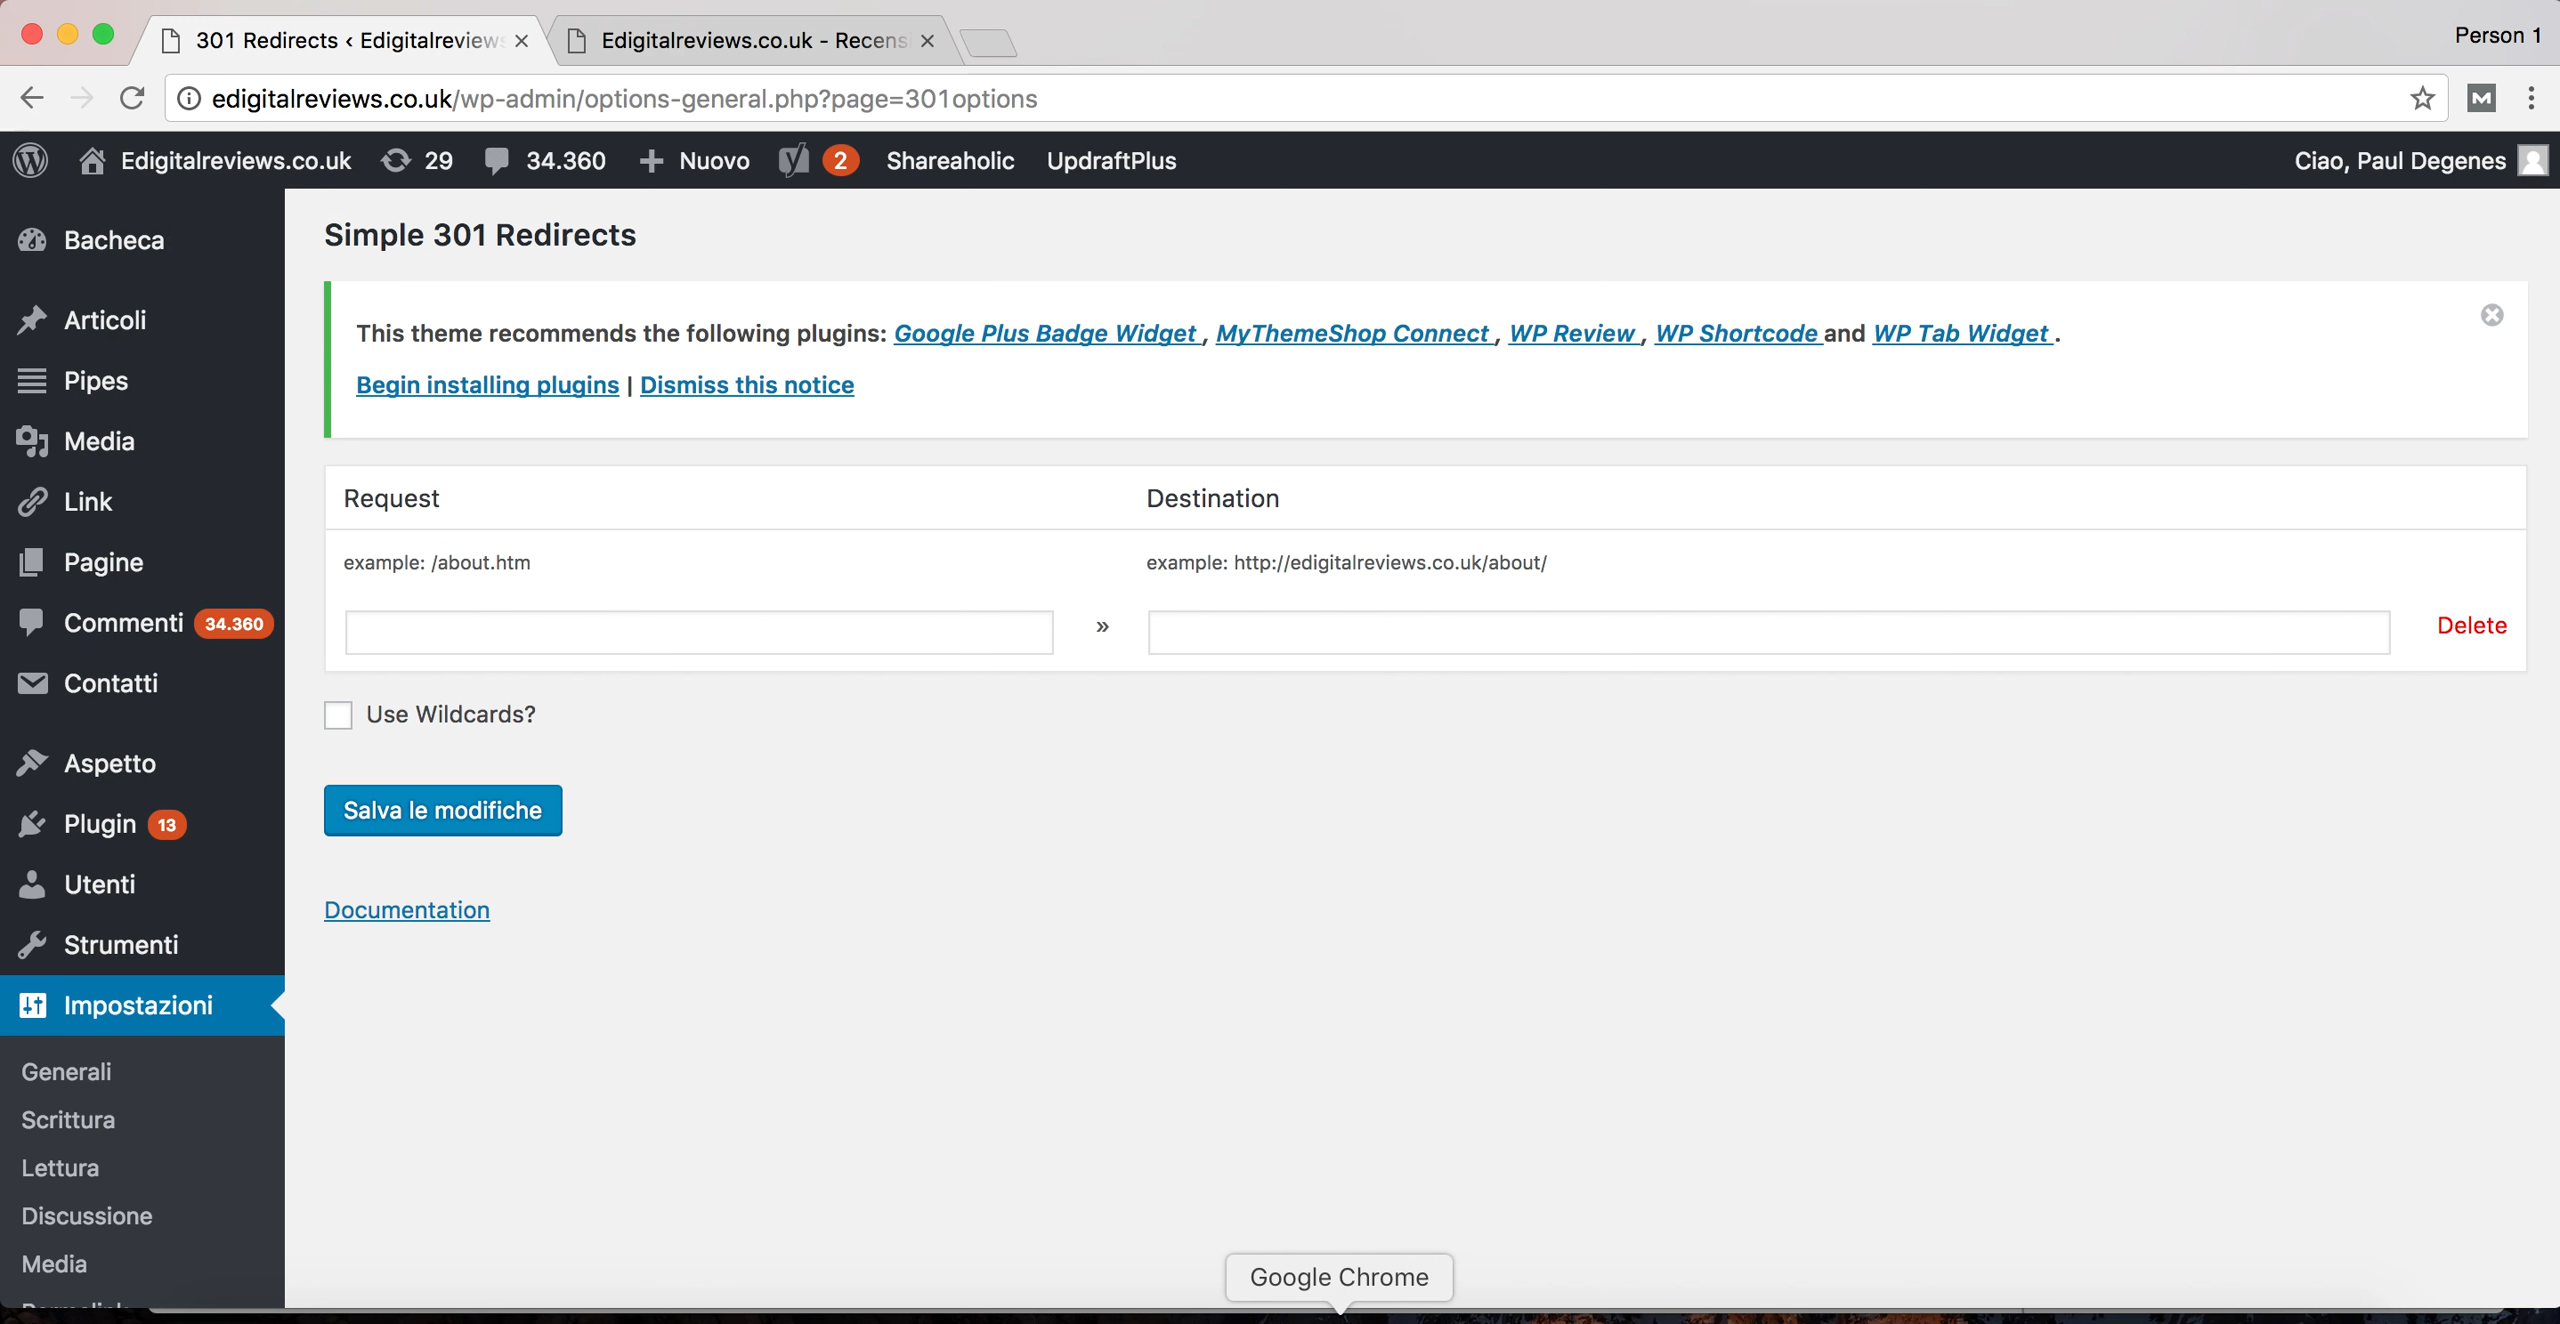 301 Redirects ‹ Edigitalreviews
Edigitalreviews.co.uk - Recens
Person 1
edigitalreviews.co.uk/wp-admin/options-general.php?page=301options
Edigitalreviews.co.uk 29 34.360 + Nuovo 2 Shareaholic UpdraftPlus Ciao, Paul Degenes
Bacheca
Articoli
Pipes
Media
Link
Pagine
Commenti 34.360
Contatti
Aspetto
Plugin 13
Utenti
Strumenti
Impostazioni
Generali
Scrittura
Lettura
Discussione
Media
Simple 301 Redirects
This theme recommends the following plugins: Google Plus Badge Widget , MyThemeShop Connect , WP Review , WP Shortcode and WP Tab Widget .
Begin installing plugins | Dismiss this notice
Request Destination
example: /about.htm example: http://edigitalreviews.co.uk/about/
» Delete
Use Wildcards?
Salva le modifiche
Documentation
Google Chrome